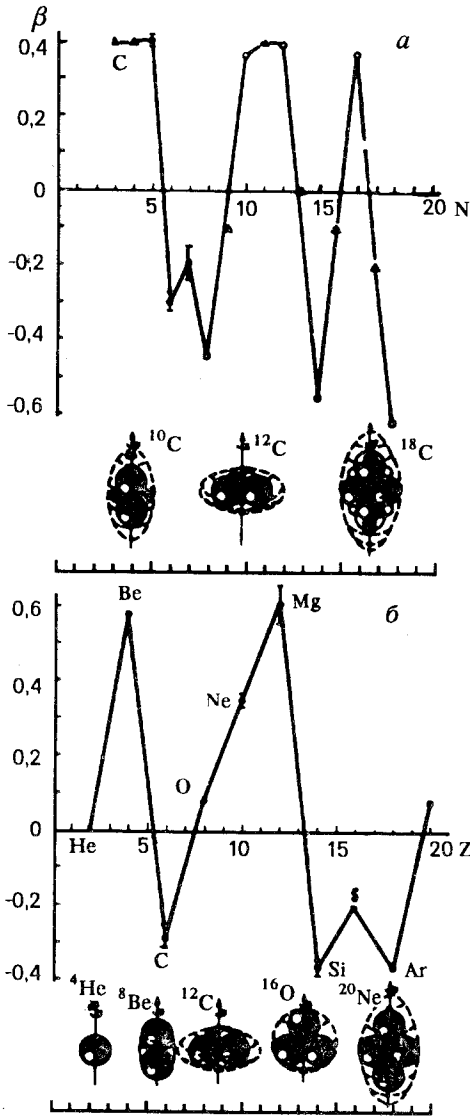 β
а
0,4
C
0,2
0
5
10
15
20 N
-0,2
-0,4
-0,6
¹⁰C
¹²C
¹⁸C
Be
Mg
б
0,6
0,4
Ne
0,2
O
0
He
5
10
15
20 Z
S
-0,2
C
Si
Ar
-0,4
⁴He
⁸Be
¹²C
¹⁶O
²⁰Ne